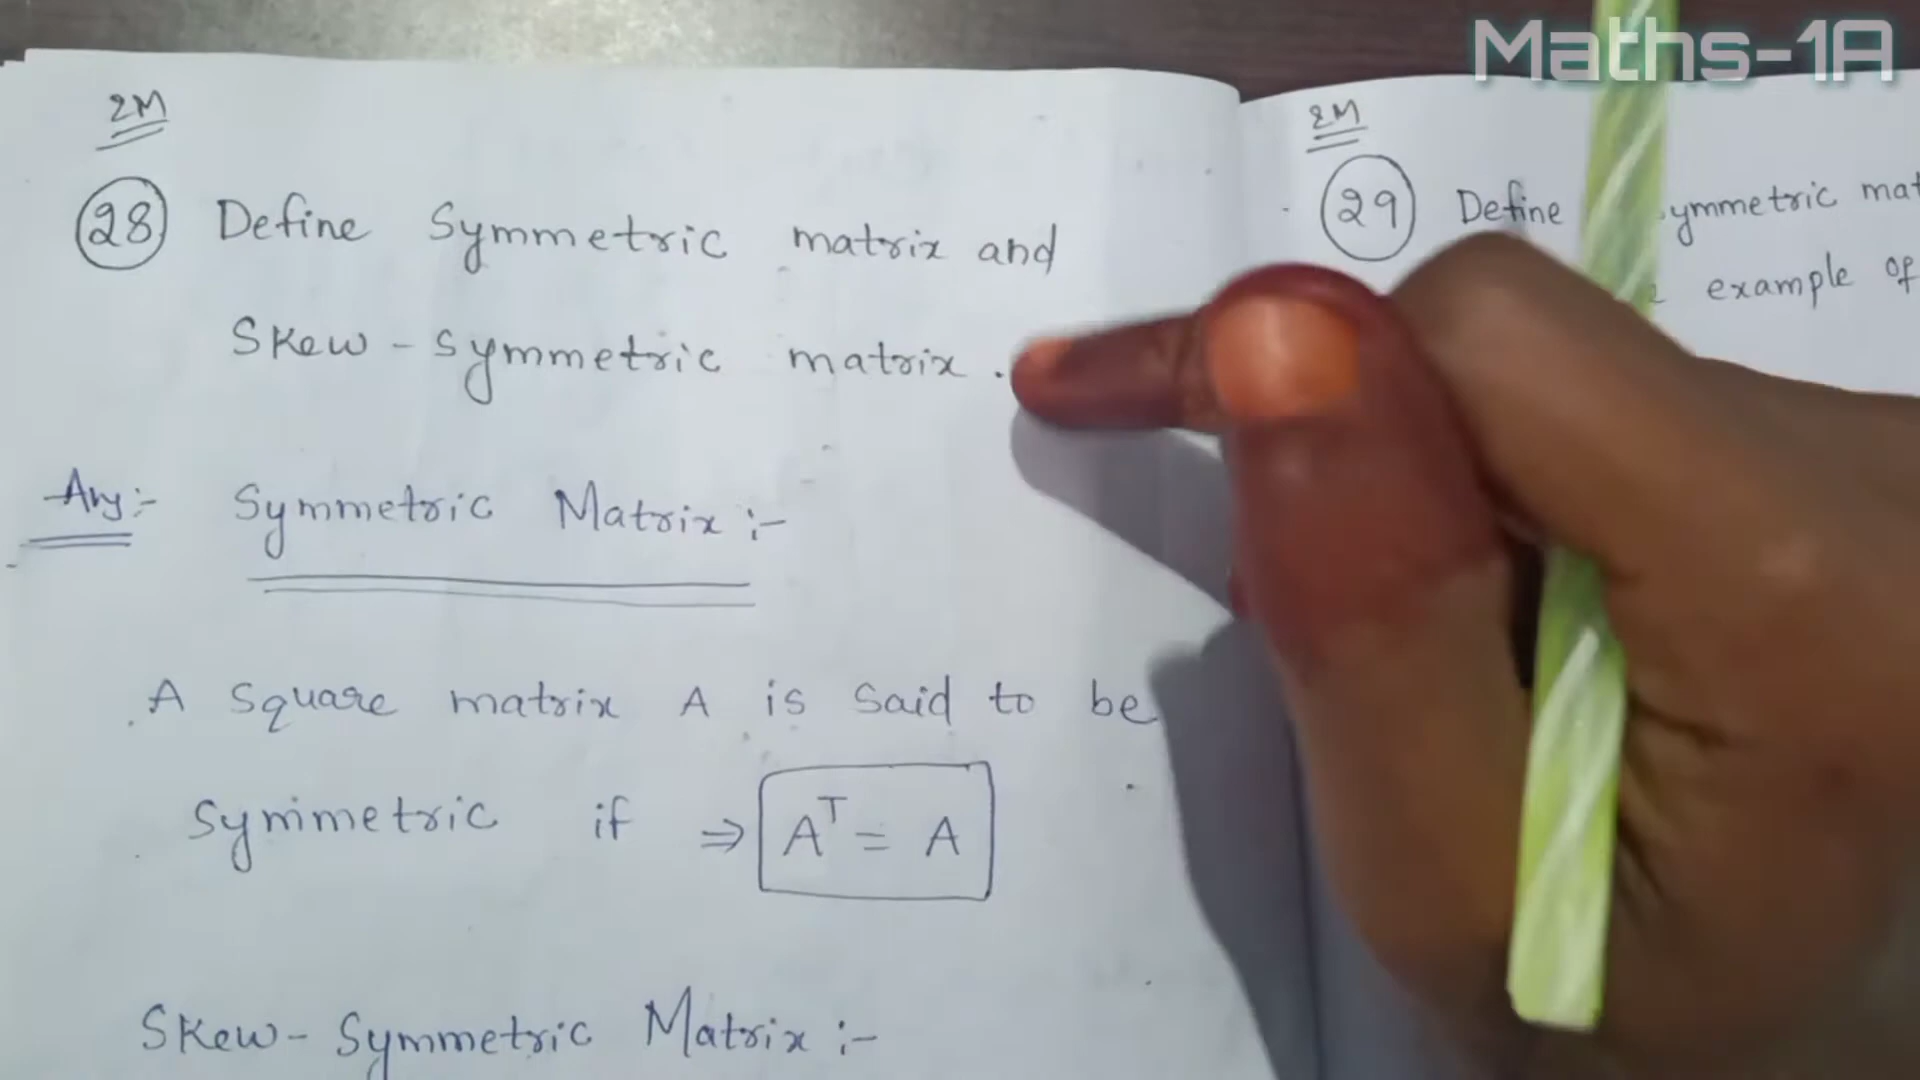 Maths-1A
2M
28 Define Symmetric matrix and
Skew-symmetric matrix.
Ans:- Symmetric Matrix :-
A square matrix A is said to be
symmetric if ⇒ Aᵀ = A
Skew-Symmetric Matrix :-
2M
29 Define ymmetric mat
example of